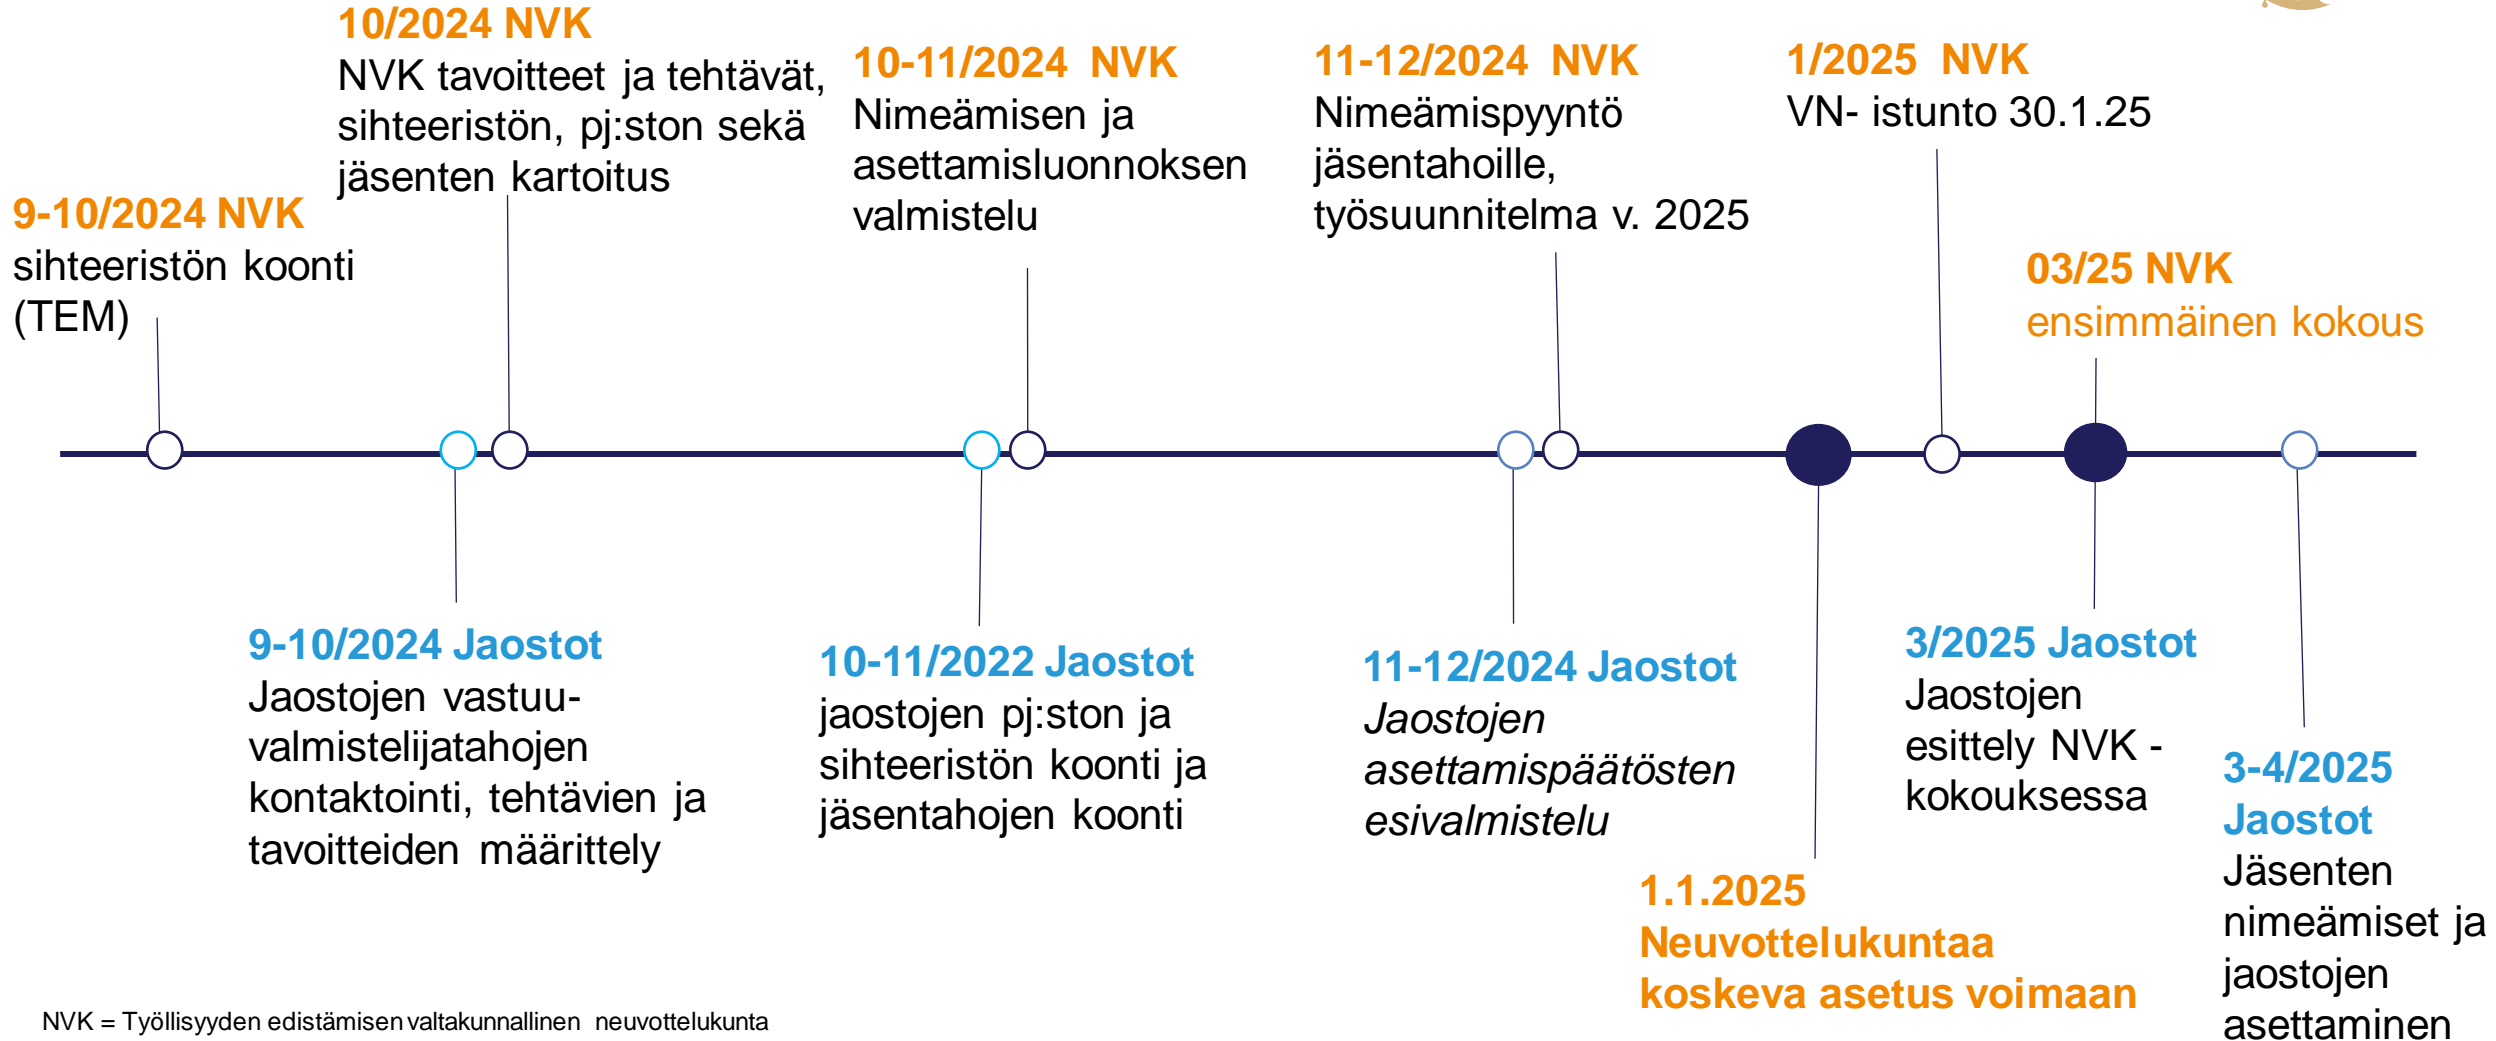 10/2024 NVK
NVK tavoitteet ja tehtävät,
sihteeristön, pj:ston sekä
jäsenten kartoitus
10-11/2024 NVK
Nimeämisen ja
asettamisluonnoksen
valmistelu
11-12/2024 NVK
Nimeämispyyntö
jäsentahoille,
työsuunnitelma v. 2025
1/2025 NVK
VN- istunto 30.1.25
9-10/2024 NVK
sihteeristön koonti
(TEM)
03/25 NVK
ensimmäinen kokous
9-10/2024 Jaostot
Jaostojen vastuu-
valmistelijatahojen
kontaktointi, tehtävien ja
tavoitteiden määrittely
10-11/2022 Jaostot
jaostojen pj:ston ja
sihteeristön koonti ja
jäsentahojen koonti
11-12/2024 Jaostot
Jaostojen
asettamispäätösten
esivalmistelu
1.1.2025
Neuvottelukuntaa
koskeva asetus voimaan
3/2025 Jaostot
Jaostojen
esittely NVK -
kokouksessa
3-4/2025
Jaostot
Jäsenten
nimeämiset ja
jaostojen
asettaminen
NVK = Työllisyyden edistämisen valtakunnallinen neuvottelukunta